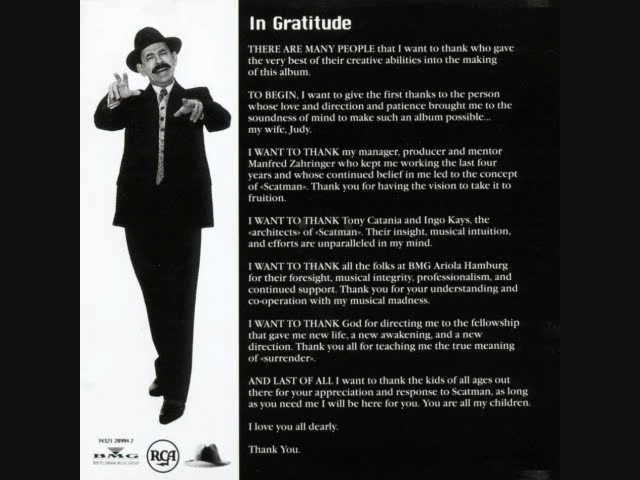 In Gratitude
THERE ARE MANY PEOPLE that I want to thank who gave
the very best of their creative abilities into the making
of this album.
TO BEGIN, I want to give the first thanks to the person
whose love and direction and patience brought me to the
soundness of mind to make such an album possible...
my wife, Judy.
I WANT TO THANK my manager, producer and mentor
Manfred Zahringer who kept me working the last four
years and whose continued belief in me led to the concept
of «Scatman». Thank you for having the vision to take it to
fruition.
I WANT TO THANK Tony Catania and Ingo Kays, the
«architects» of «Scatman». Their insight, musical intuition,
and efforts are unparalleled in my mind.
I WANT TO THANK all the folks at BMG Ariola Hamburg
for their foresight, musical integrity, professionalism, and
continued support. Thank you for your understanding and
co-operation with my musical madness.
I WANT TO THANK God for directing me to the fellowship
that gave me new life, a new awakening, and a new
direction. Thank you all for teaching me the true meaning
of «surrender».
AND LAST OF ALL I want to thank the kids of all ages out
there for your appreciation and response to Scatman, as long
as you need me I will be here for you. You are all my children.
I love you all dearly.
Thank You.
74321 28994 2
BMG
RCA